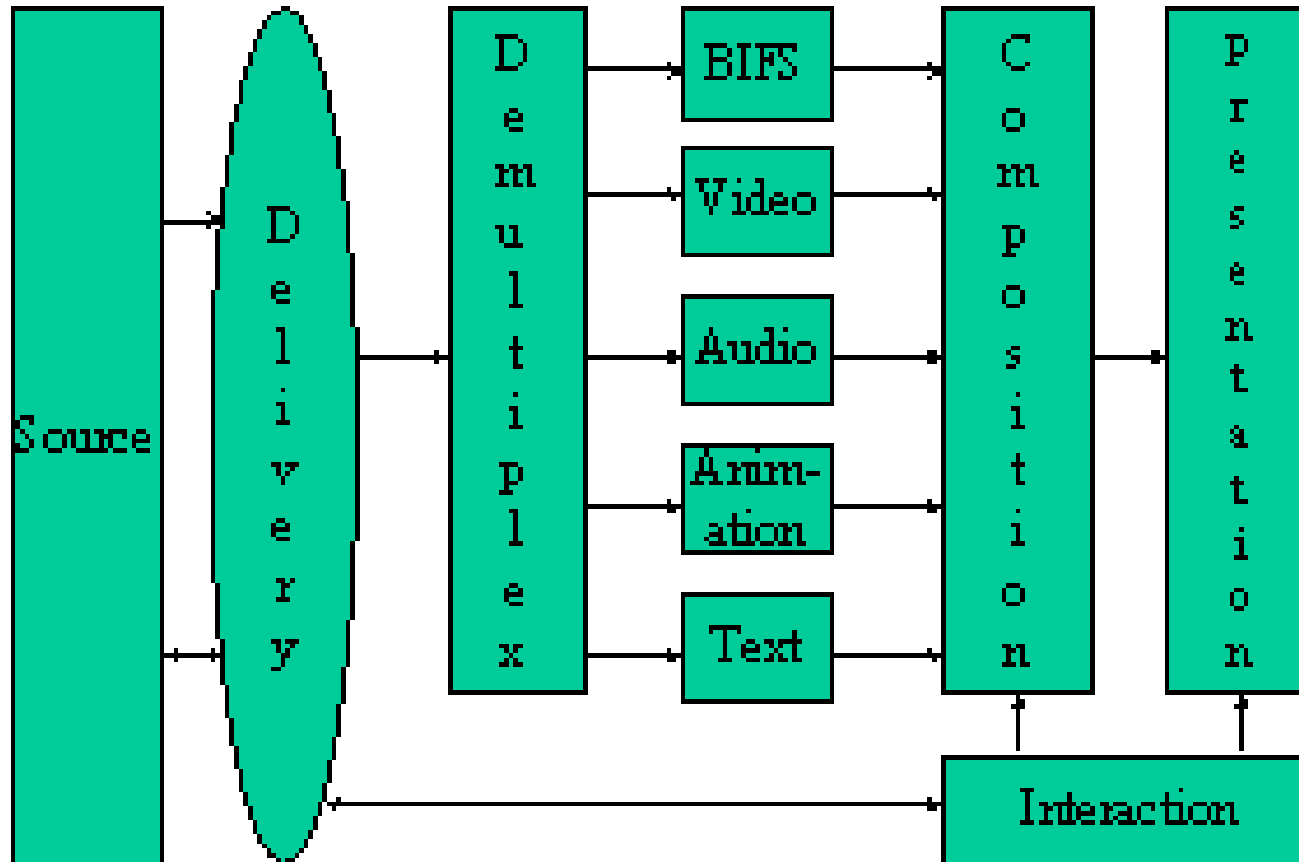 Source
Delivery
Demultiplex
BIFS
Video
Audio
Anim-
ation
Text
Composition
Presentation
Interaction